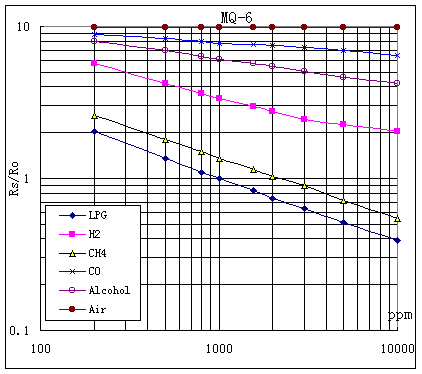 MQ-6
10
Rs/Ro
1
LPG
H2
CH4
CO
Alcohol
Air
ppm
0.1
100
1000
10000